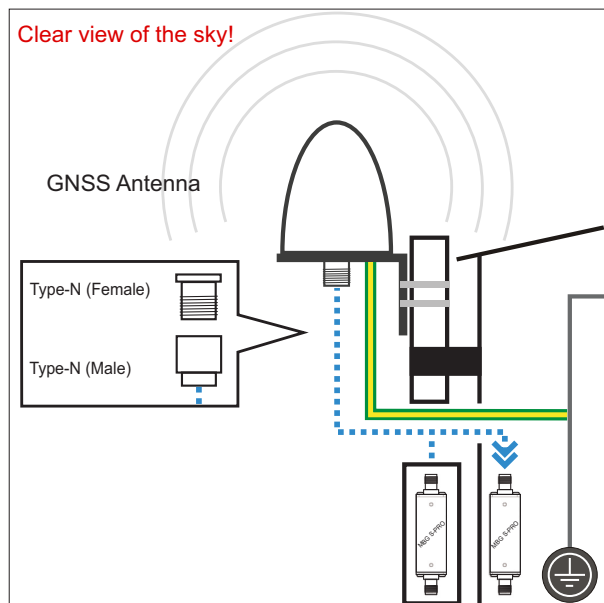 Clear view of the sky!
GNSS Antenna
Type-N (Female)
Type-N (Male)
MBG S-PRO
MBG S-PRO